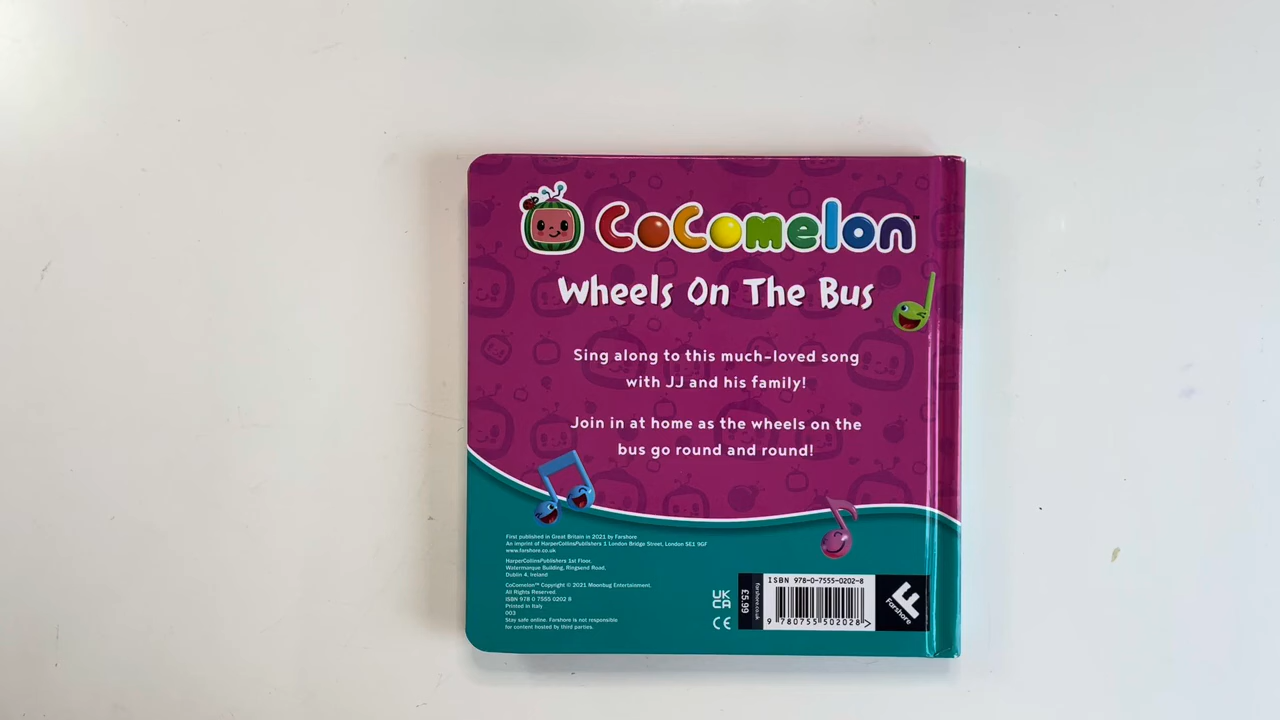 CoComelon™
Wheels On The Bus
Sing along to this much-loved song
with JJ and his family!
Join in at home as the wheels on the
bus go round and round!
First published in Great Britain in 2021 by Farshore
An imprint of HarperCollinsPublishers 1 London Bridge Street, London SE1 9GF
www.farshore.co.uk
HarperCollinsPublishers 1st Floor,
Watermarque Building, Ringsend Road,
Dublin 4, Ireland
CoComelon™ Copyright © 2021 Moonbug Entertainment.
All Rights Reserved.
ISBN 978 0 7555 0202 8
Printed in Italy
003
Stay safe online. Farshore is not responsible
for content hosted by third parties.
UK
CA
CE
£5.99
farshore.co.uk
ISBN 978-0-7555-0202-8
9 780755 502028 >
F
Farshore